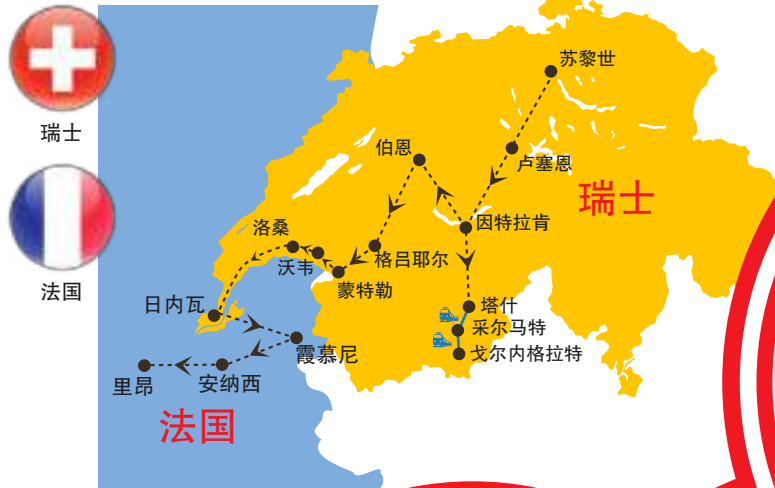 瑞士
法国
苏黎世
卢塞恩
伯恩
瑞士
因特拉肯
洛桑
沃韦
格吕耶尔
蒙特勒
日内瓦
塔什
采尔马特
戈尔内格拉特
霞慕尼
安纳西
里昂
法国